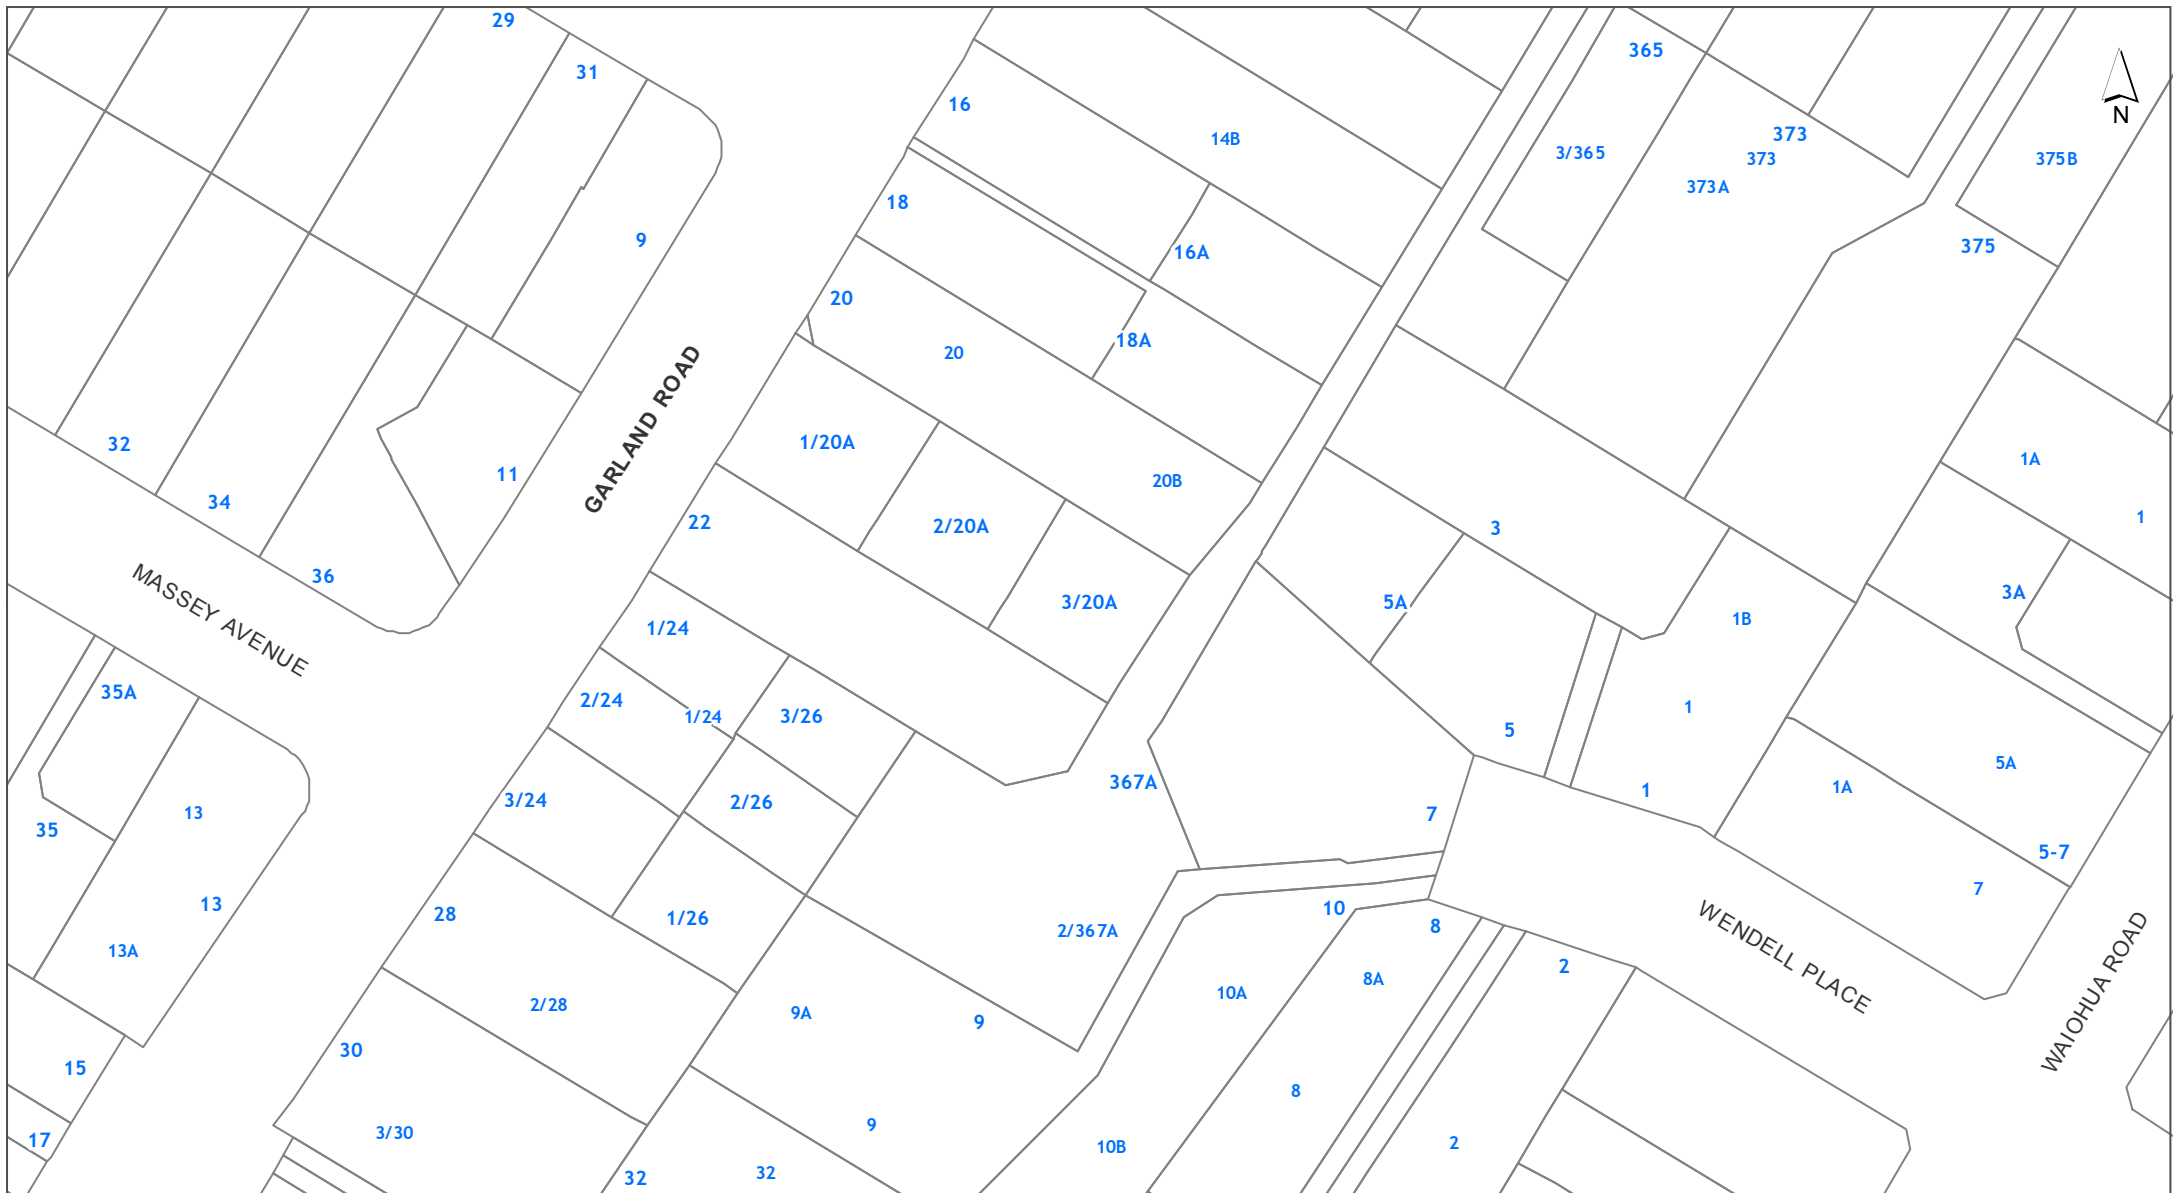 29
365
31
N
16
373
14B
3/365
373
375B
373A
18
9
375
16A
20
18A
20
GARLAND ROAD
32
1/20A
1A
11
20B
34
1
22
2/20A
3
36
3A
3/20A
5A
MASSEY AVENUE
1B
1/24
35A
2/24
1
1/24
3/26
5
5A
367A
1A
1
3/24
2/26
13
7
35
5-7
7
13
10
28
1/26
8
2/367A
WENDELL PLACE
13A
2
8A
WAIOHUA ROAD
10A
2/28
9A
9
30
15
8
9
3/30
17
2
10B
32
32